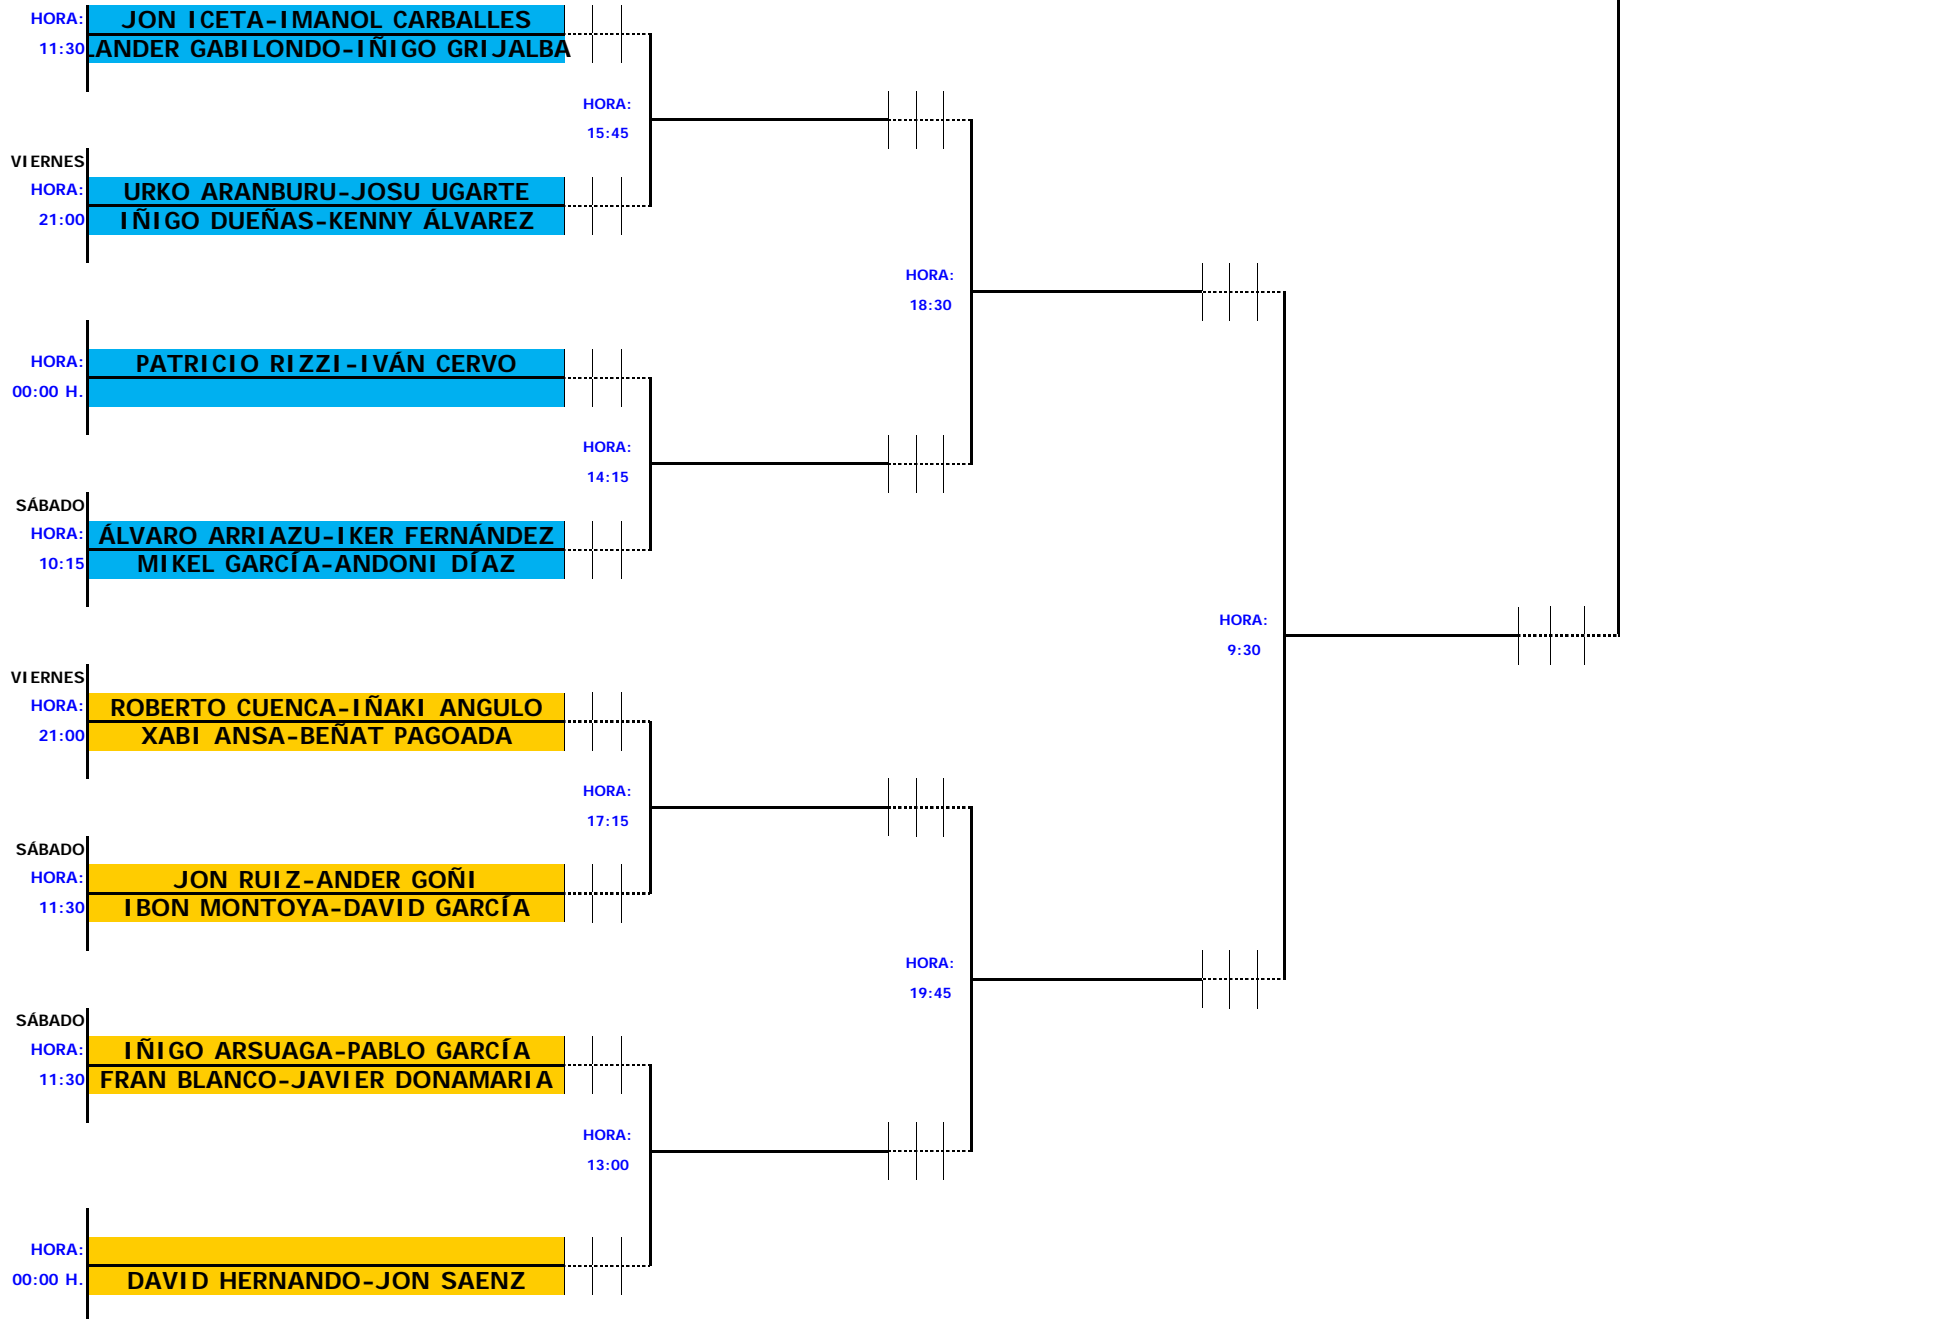 HORA:
JON ICETA-IMANOL CARBALLES
11:30
LANDER GABILONDO-IÑIGO GRIJALBA
HORA:
15:45
VIERNES
HORA:
URKO ARANBURU-JOSU UGARTE
21:00
IÑIGO DUEÑAS-KENNY ÁLVAREZ
HORA:
18:30
HORA:
PATRICIO RIZZI-IVÁN CERVO
00:00 H.
HORA:
14:15
SÁBADO
HORA:
ÁLVARO ARRIAZU-IKER FERNÁNDEZ
10:15
MIKEL GARCÍA-ANDONI DÍAZ
HORA:
9:30
VIERNES
HORA:
ROBERTO CUENCA-IÑAKI ANGULO
21:00
XABI ANSA-BEÑAT PAGOADA
HORA:
17:15
SÁBADO
HORA:
JON RUIZ-ANDER GOÑI
11:30
IBON MONTOYA-DAVID GARCÍA
HORA:
19:45
SÁBADO
HORA:
IÑIGO ARSUAGA-PABLO GARCÍA
11:30
FRAN BLANCO-JAVIER DONAMARIA
HORA:
13:00
HORA:
00:00 H.
DAVID HERNANDO-JON SAENZ